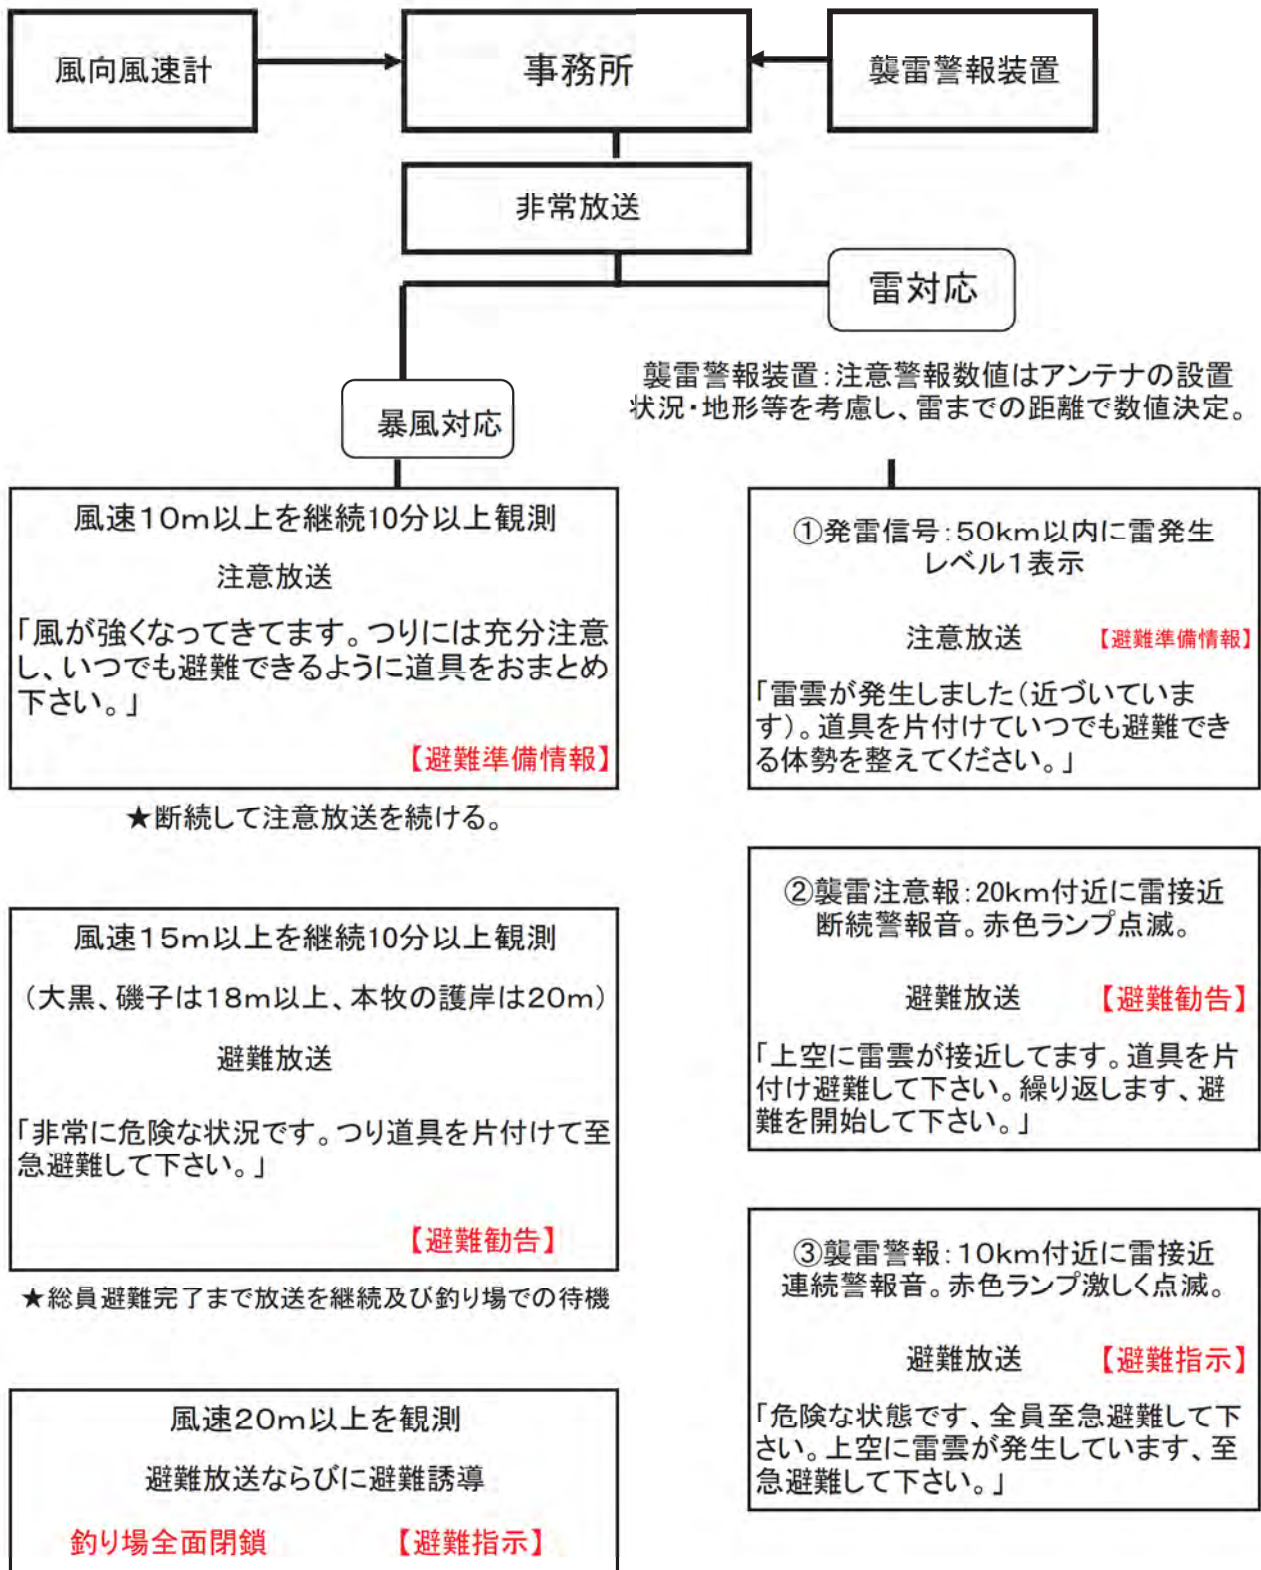 風向風速計
事務所
襲雷警報装置
非常放送
雷対応
襲雷警報装置：注意警報数値はアンテナの設置
状況・地形等を考慮し、雷までの距離で数値決定。
暴風対応
風速１０ｍ以上を継続10分以上観測
注意放送
「風が強くなってきてます。つりには充分注意
し、いつでも避難できるように道具をおまとめ
下さい。」
【避難準備情報】
★断続して注意放送を続ける。
風速１５ｍ以上を継続10分以上観測
（大黒、磯子は１８ｍ以上、本牧の護岸は２０ｍ）
避難放送
「非常に危険な状況です。つり道具を片付けて至
急避難して下さい。」
【避難勧告】
★総員避難完了まで放送を継続及び釣り場での待機
風速２０ｍ以上を観測
避難放送ならびに避難誘導
釣り場全面閉鎖　【避難指示】
①発雷信号：５０ｋｍ以内に雷発生
レベル１表示
注意放送　【避難準備情報】
「雷雲が発生しました（近づいていま
す）。道具を片付けていつでも避難でき
る体勢を整えてください。」
②襲雷注意報：20ｋｍ付近に雷接近
断続警報音。赤色ランプ点滅。
避難放送　【避難勧告】
「上空に雷雲が接近してます。道具を片
付け避難して下さい。繰り返します、避
難を開始して下さい。」
③襲雷警報：１０ｋｍ付近に雷接近
連続警報音。赤色ランプ激しく点滅。
避難放送　【避難指示】
「危険な状態です、全員至急避難して下
さい。上空に雷雲が発生しています、至
急避難して下さい。」